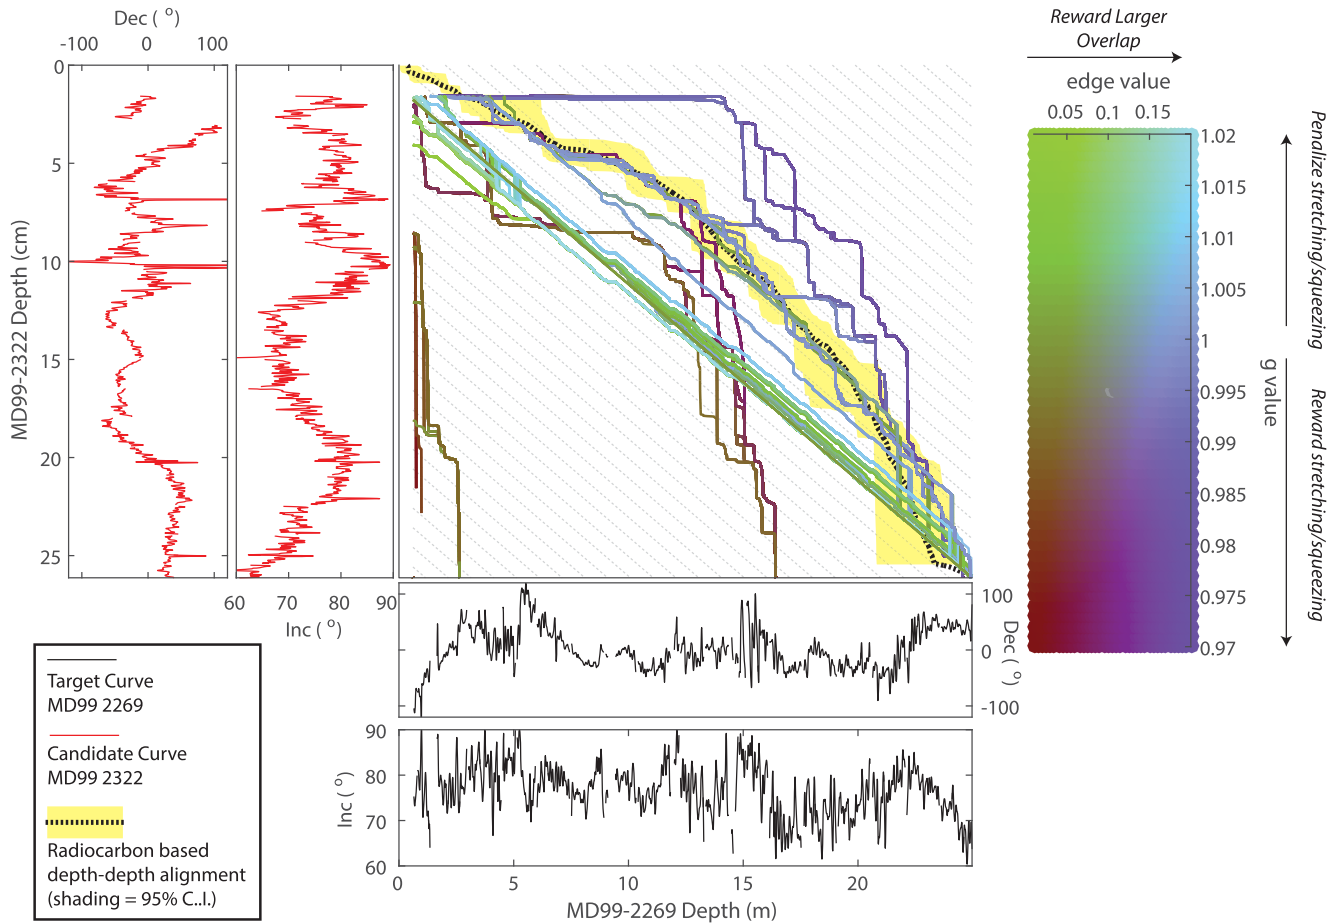 Dec ( o)
-100 0 100
0
5
10
15
20
25
MD99-2322 Depth (cm)
60 70 80 90
Inc ( o)
Reward Larger
Overlap
edge value
0.05 0.1 0.15
1.02
1.015
1.01
1.005
1
0.995
0.99
0.985
0.98
0.975
0.97
g value
Penalize stretching/squeezing
Reward stretching/squeezing
100
0
-100
Dec ( o)
90
80
70
60
Inc ( o)
0 5 10 15 20
MD99-2269 Depth (m)
Target Curve
MD99 2269
Candidate Curve
MD99 2322
Radiocarbon based
depth-depth alignment
(shading = 95% C..I.)